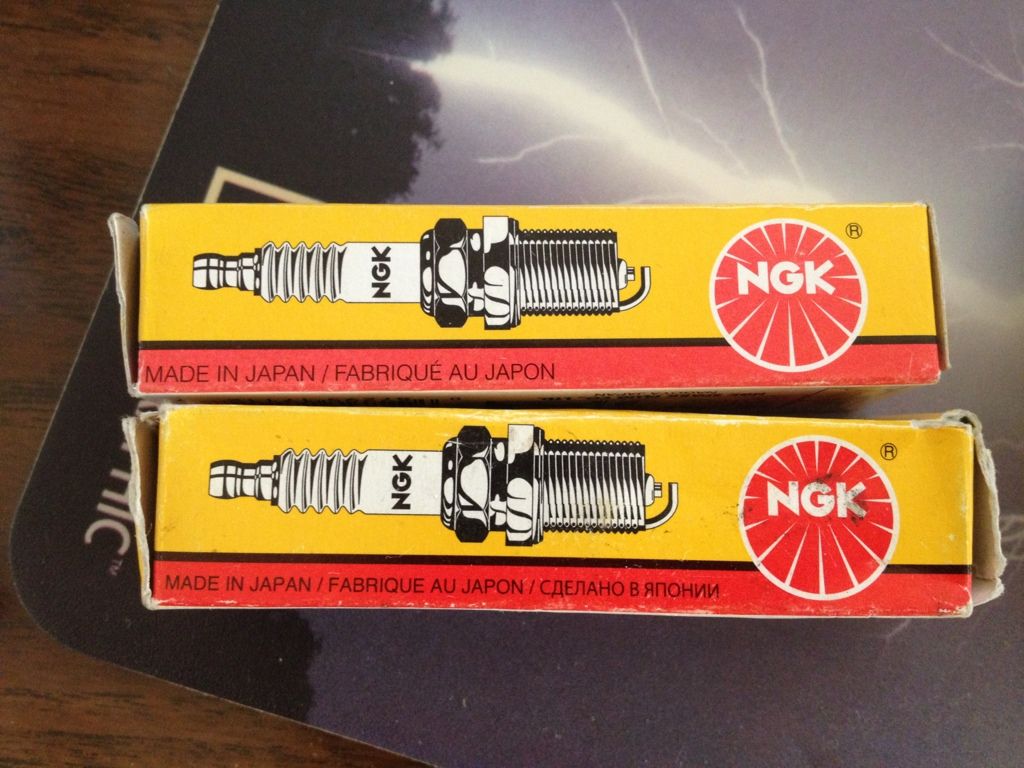 NGK
NGK
®
MADE IN JAPAN / FABRIQUÉ AU JAPON
NGK
NGK
®
MADE IN JAPAN / FABRIQUE AU JAPON / СДЕЛАНО В ЯПОНИИ